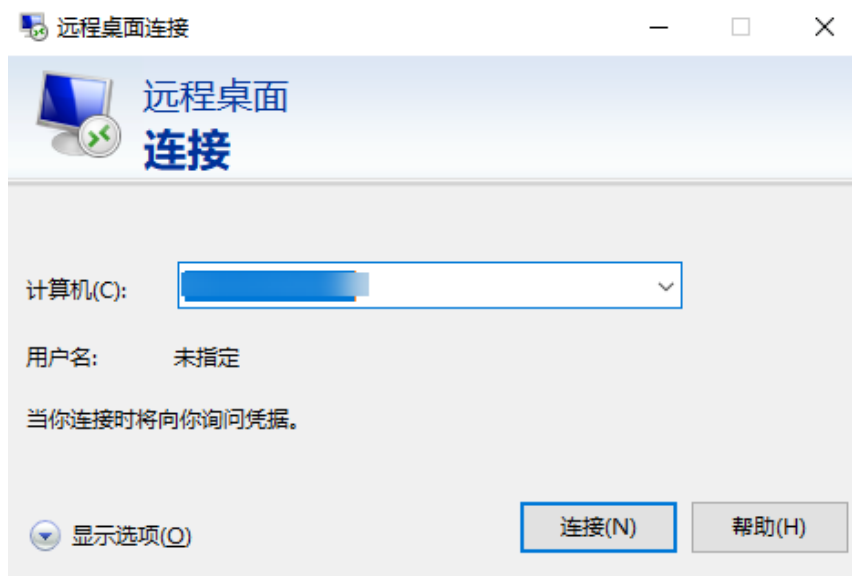 远程桌面连接
远程桌面
连接
计算机(C):
用户名: 未指定
当你连接时将向你询问凭据。
显示选项(O) 连接(N) 帮助(H)